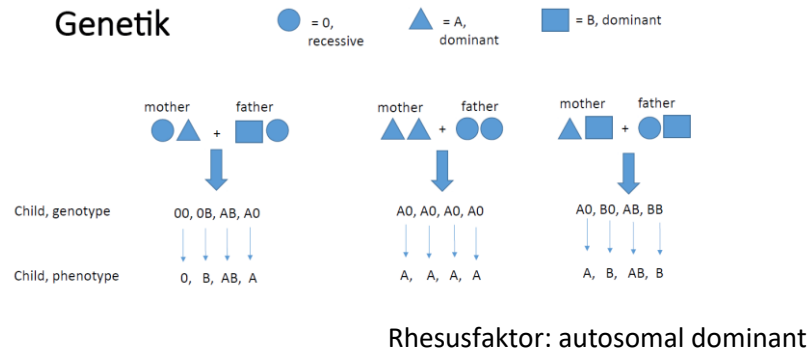 Genetik
= 0,
recessive
= A,
dominant
= B, dominant
mother father
+
mother father
+
mother father
+
Child, genotype
00, 0B, AB, A0
A0, A0, A0, A0
A0, B0, AB, BB
Child, phenotype
0, B, AB, A
A, A, A, A
A, B, AB, B
Rhesusfaktor: autosomal dominant